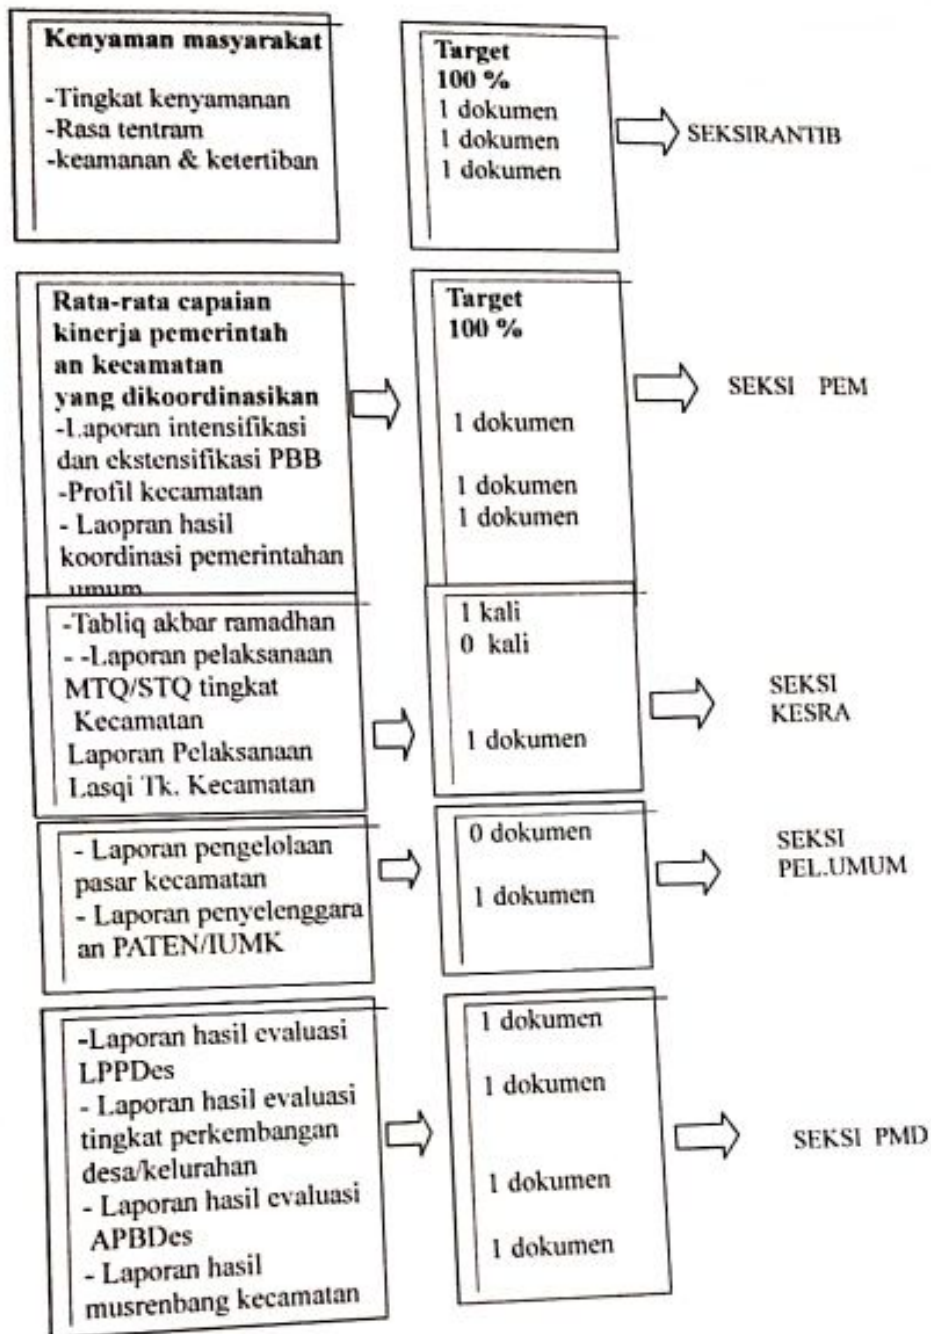 Kenyaman masyarakat
-Tingkat kenyamanan
-Rasa tentram
-keamanan & ketertiban
Target
100 %
1 dokumen
1 dokumen
1 dokumen
SEKSIRANTIB
Rata-rata capaian
kinerja pemerintah
an kecamatan
yang dikoordinasikan
-Laporan intensifikasi
dan ekstensifikasi PBB
-Profil kecamatan
- Laopran hasil
koordinasi pemerintahan
umum
Target
100 %
1 dokumen
1 dokumen
1 dokumen
SEKSI PEM
-Tabliq akbar ramadhan
- -Laporan pelaksanaan
MTQ/STQ tingkat
Kecamatan
Laporan Pelaksanaan
Lasqi Tk. Kecamatan
1 kali
0 kali
1 dokumen
SEKSI
KESRA
- Laporan pengelolaan
pasar kecamatan
- Laporan penyelenggara
an PATEN/IUMK
0 dokumen
1 dokumen
SEKSI
PEL.UMUM
-Laporan hasil evaluasi
LPPDes
- Laporan hasil evaluasi
tingkat perkembangan
desa/kelurahan
- Laporan hasil evaluasi
APBDes
- Laporan hasil
musrenbang kecamatan
1 dokumen
1 dokumen
1 dokumen
1 dokumen
SEKSI PMD